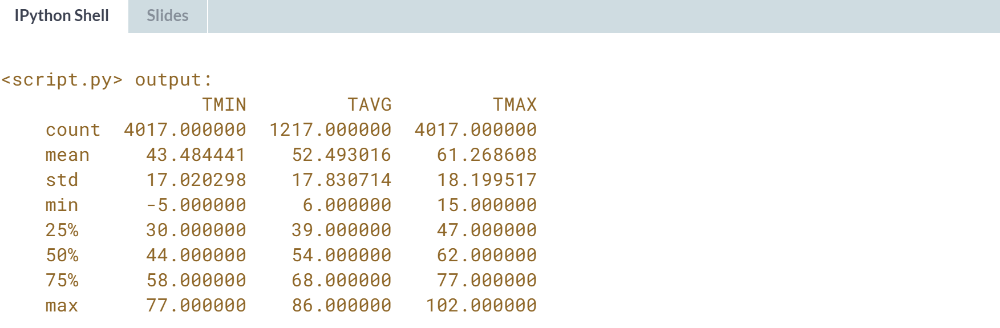 IPython Shell Slides
<script.py> output:
              TMIN         TAVG         TMAX
count  4017.000000  1217.000000  4017.000000
mean     43.484441    52.493016    61.268608
std      17.020298    17.830714    18.199517
min      -5.000000     6.000000    15.000000
25%      30.000000    39.000000    47.000000
50%      44.000000    54.000000    62.000000
75%      58.000000    68.000000    77.000000
max      77.000000    86.000000   102.000000